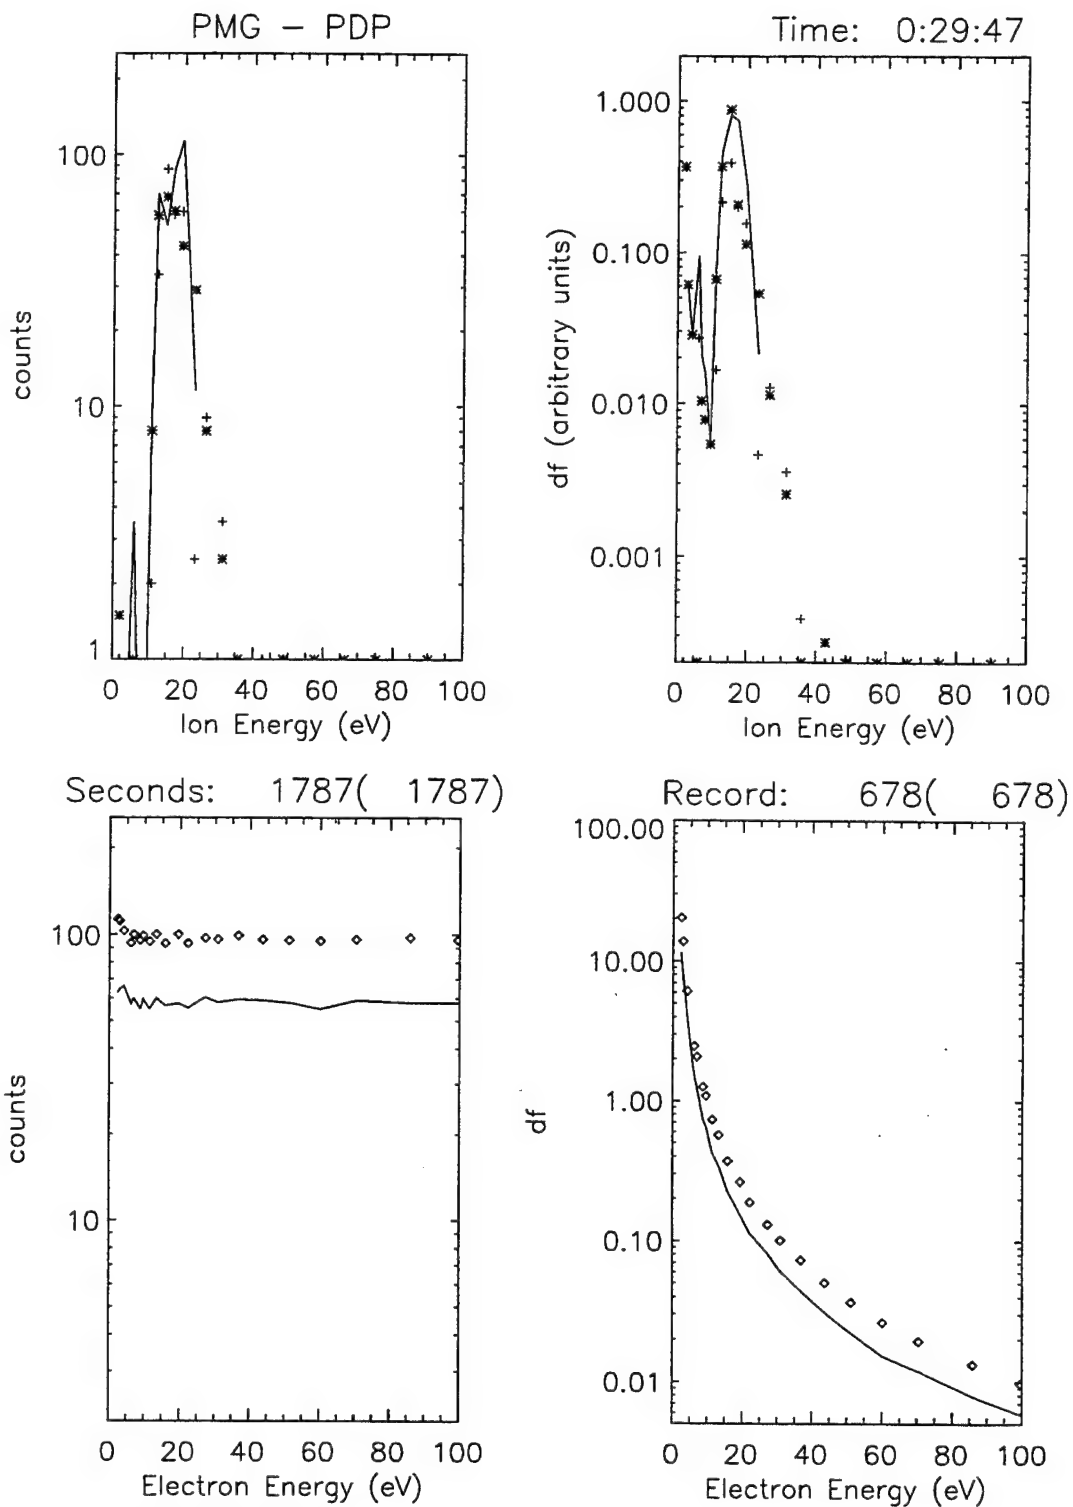 PMG – PDP
Time: 0:29:47
counts
100
10
1
0 20 40 60 80 100
Ion Energy (eV)
df (arbitrary units)
1.000
0.100
0.010
0.001
0 20 40 60 80 100
Ion Energy (eV)
Seconds: 1787( 1787)
Record: 678( 678)
counts
100
10
0 20 40 60 80 100
Electron Energy (eV)
df
100.00
10.00
1.00
0.10
0.01
0 20 40 60 80 100
Electron Energy (eV)